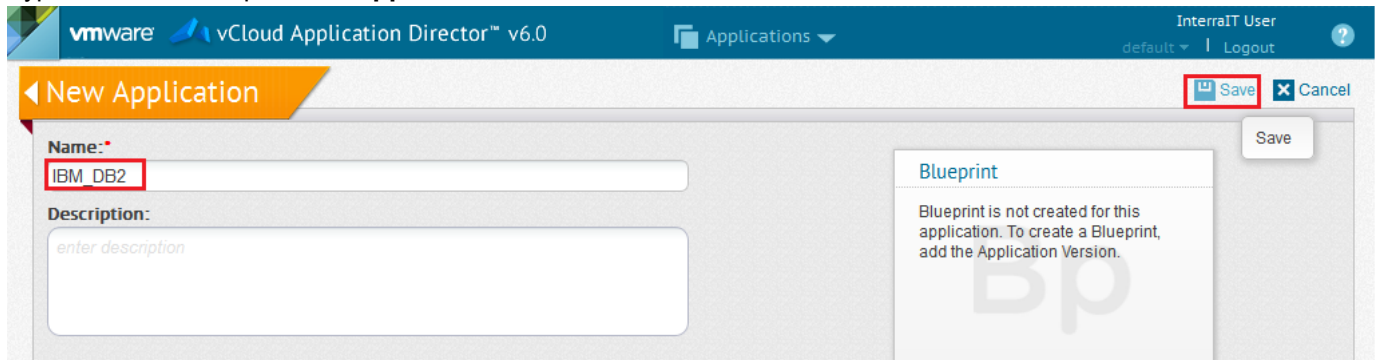 vmware vCloud Application Director™ v6.0
Applications
InterraIT User
default | Logout
?
New Application
Save
Cancel
Save
Name:*
IBM_DB2
Description:
enter description
Blueprint
Blueprint is not created for this
application. To create a Blueprint,
add the Application Version.
Bp